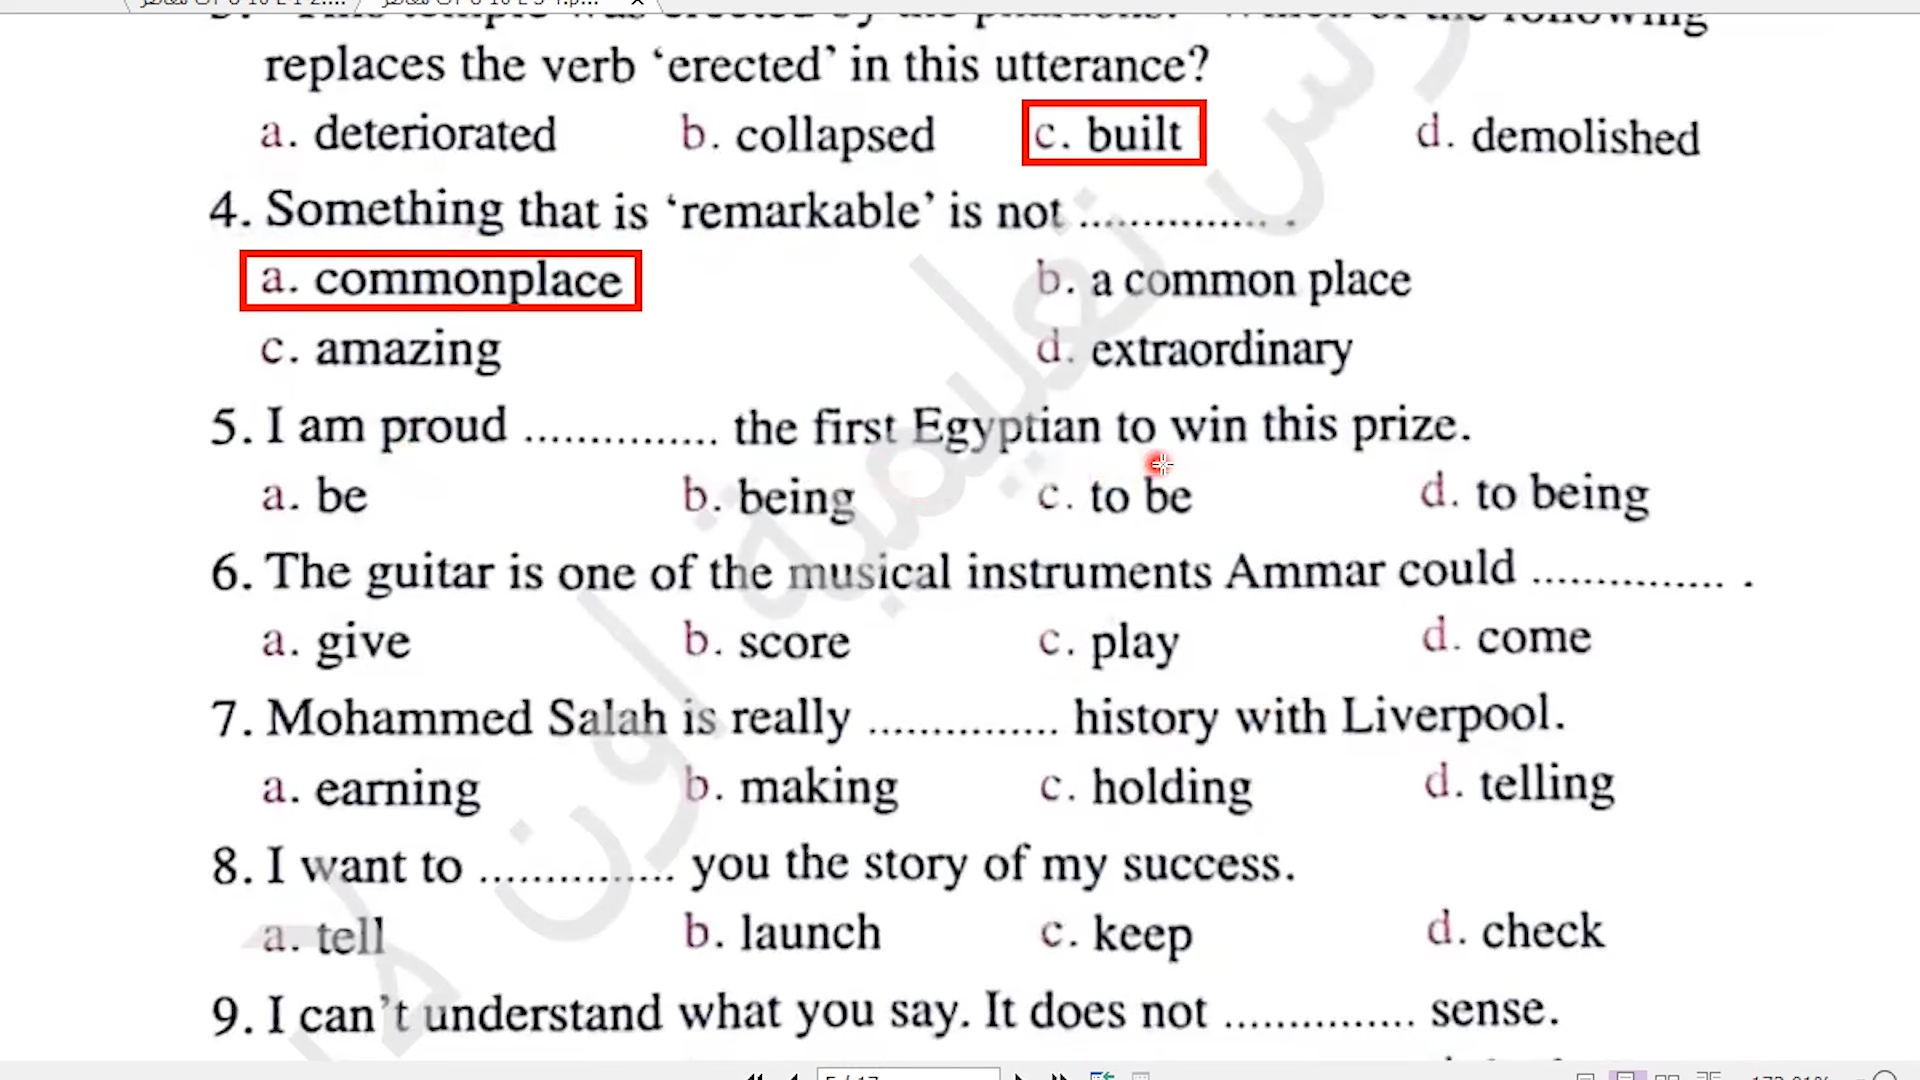 replaces the verb ‘erected’ in this utterance?
a. deteriorated b. collapsed c. built d. demolished
4. Something that is ‘remarkable’ is not ............... .
a. commonplace b. a common place
c. amazing d. extraordinary
5. I am proud ............... the first Egyptian to win this prize.
a. be b. being c. to be d. to being
6. The guitar is one of the musical instruments Ammar could ............... .
a. give b. score c. play d. come
7. Mohammed Salah is really ............... history with Liverpool.
a. earning b. making c. holding d. telling
8. I want to ............... you the story of my success.
a. tell b. launch c. keep d. check
9. I can’t understand what you say. It does not ............... sense.